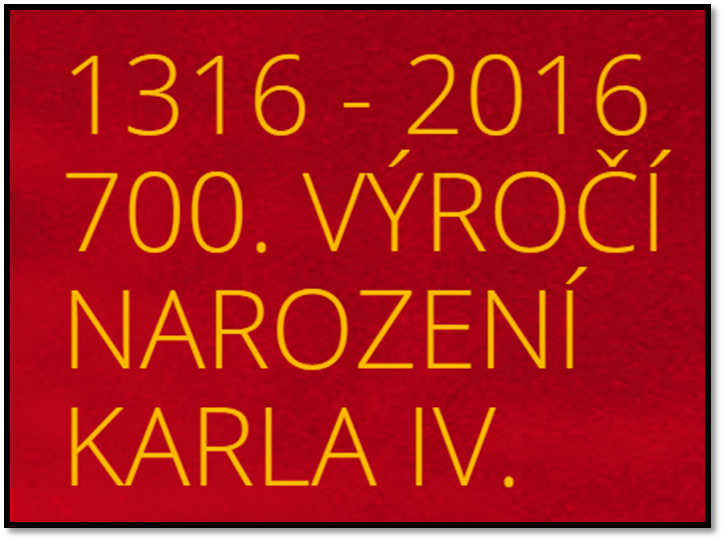 1316 - 2016
700. VÝROČÍ
NAROZENÍ
KARLA IV.